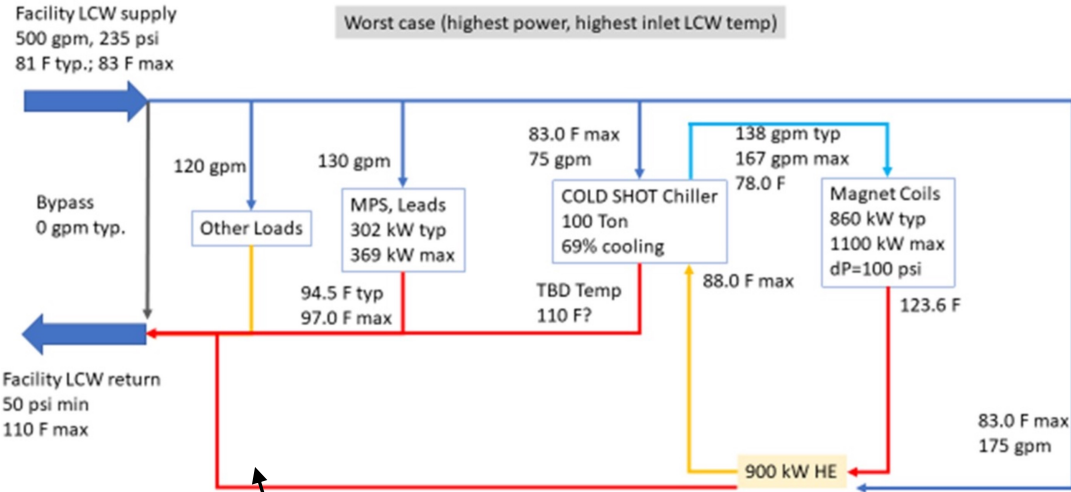 Facility LCW supply
500 gpm, 235 psi
81 F typ.; 83 F max
Worst case (highest power, highest inlet LCW temp)
120 gpm
130 gpm
83.0 F max
75 gpm
138 gpm typ
167 gpm max
78.0 F
Bypass
0 gpm typ.
Other Loads
MPS, Leads
302 kW typ
369 kW max
COLD SHOT Chiller
100 Ton
69% cooling
Magnet Coils
860 kW typ
1100 kW max
dP=100 psi
94.5 F typ
97.0 F max
TBD Temp
110 F?
88.0 F max
123.6 F
Facility LCW return
50 psi min
110 F max
83.0 F max
175 gpm
900 kW HE